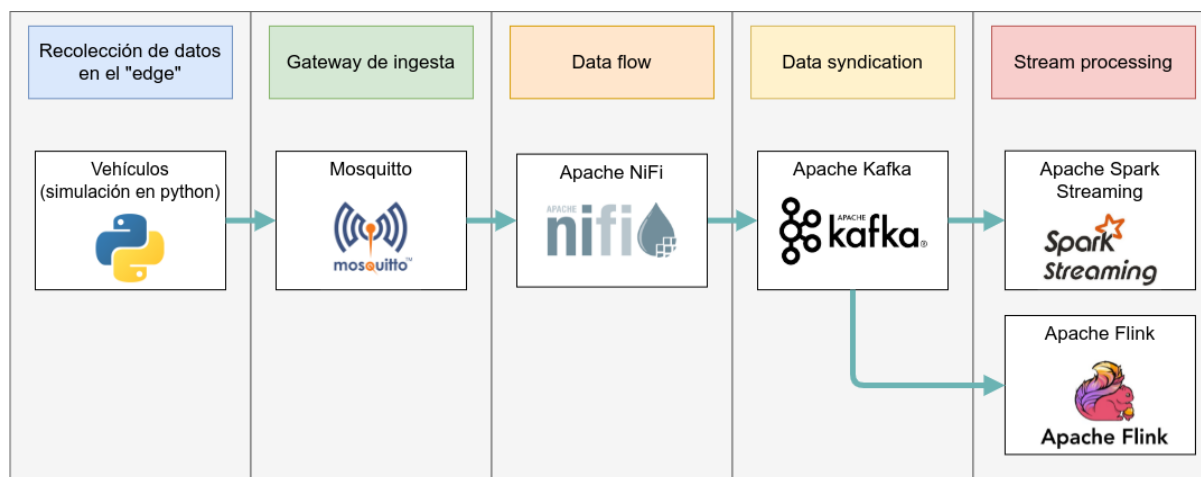 Recolección de datos
en el "edge"
Gateway de ingesta
Data flow
Data syndication
Stream processing
Vehículos
(simulación en python)
Mosquitto
mosquitto™
Apache NiFi
APACHE
nifi
Apache Kafka
APACHE
kafka®
Apache Spark
Streaming
Spark
Streaming
Apache Flink
Apache Flink